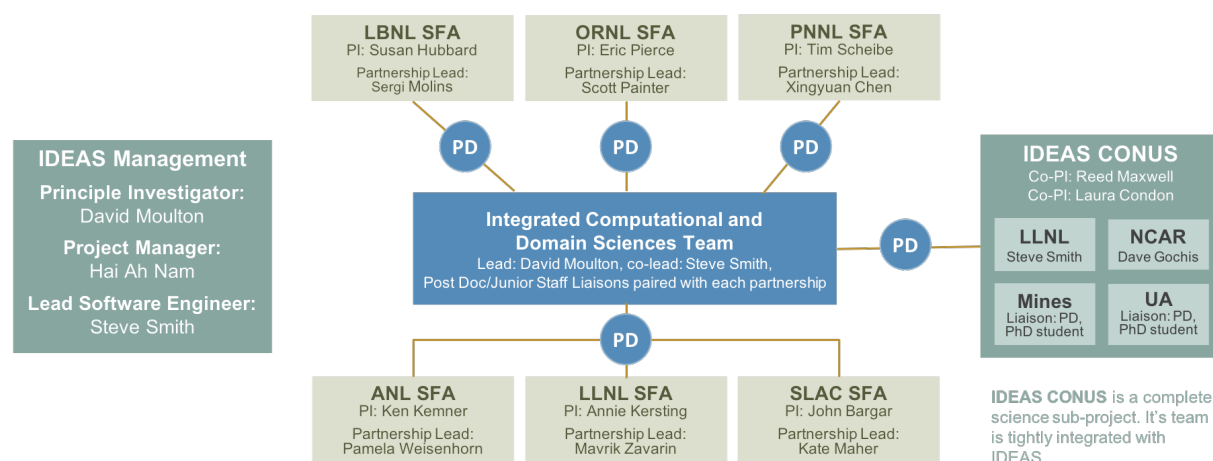 LBNL SFA
PI: Susan Hubbard
Partnership Lead:
Sergi Molins
ORNL SFA
PI: Eric Pierce
Partnership Lead:
Scott Painter
PNNL SFA
PI: Tim Scheibe
Partnership Lead:
Xingyuan Chen
PD
PD
PD
IDEAS Management
Principle Investigator:
David Moulton
Project Manager:
Hai Ah Nam
Lead Software Engineer:
Steve Smith
Integrated Computational and
Domain Sciences Team
Lead: David Moulton, co-lead: Steve Smith,
Post Doc/Junior Staff Liaisons paired with each partnership
PD
IDEAS CONUS
Co-PI: Reed Maxwell
Co-PI: Laura Condon
LLNL
Steve Smith
NCAR
Dave Gochis
Mines
Liaison: PD,
PhD student
UA
Liaison: PD,
PhD student
PD
ANL SFA
PI: Ken Kemner
Partnership Lead:
Pamela Weisenhorn
LLNL SFA
PI: Annie Kersting
Partnership Lead:
Mavrik Zavarin
SLAC SFA
PI: John Bargar
Partnership Lead:
Kate Maher
IDEAS CONUS is a complete
science sub-project. It's team
is tightly integrated with
IDEAS